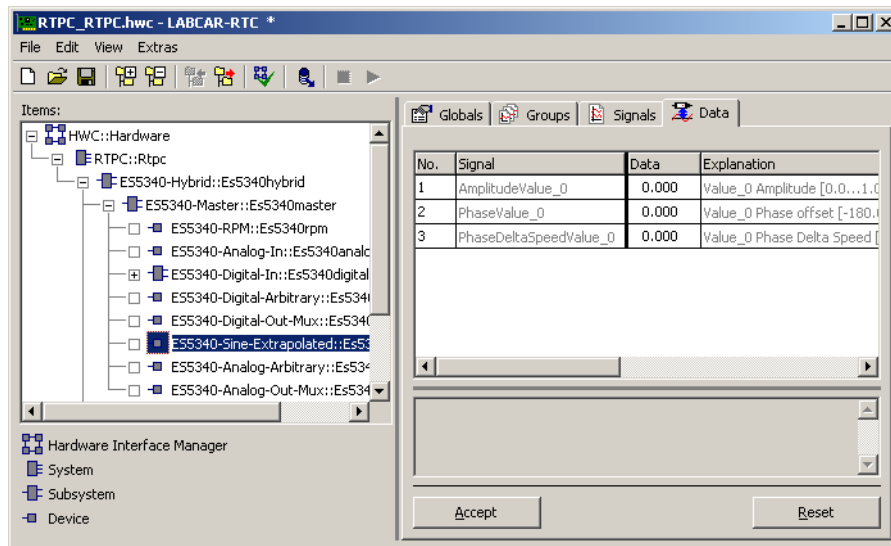 RTPC_RTPC.hwc - LABCAR-RTC *
File Edit View Extras
Items:
HWC::Hardware
RTPC::Rtpc
ES5340-Hybrid::Es5340hybrid
ES5340-Master::Es5340master
ES5340-RPM::Es5340rpm
ES5340-Analog-In::Es5340analo
ES5340-Digital-In::Es5340digital
ES5340-Digital-Arbitrary::Es534
ES5340-Digital-Out-Mux::Es534
ES5340-Sine-Extrapolated::Es53
ES5340-Analog-Arbitrary::Es534
ES5340-Analog-Out-Mux::Es534
Hardware Interface Manager
System
Subsystem
Device
Globals Groups Signals Data
No. Signal Data Explanation
1 AmplitudeValue_0 0.000 Value_0 Amplitude [0.0...1.0
2 PhaseValue_0 0.000 Value_0 Phase offset [-180.
3 PhaseDeltaSpeedValue_0 0.000 Value_0 Phase Delta Speed [
Accept Reset